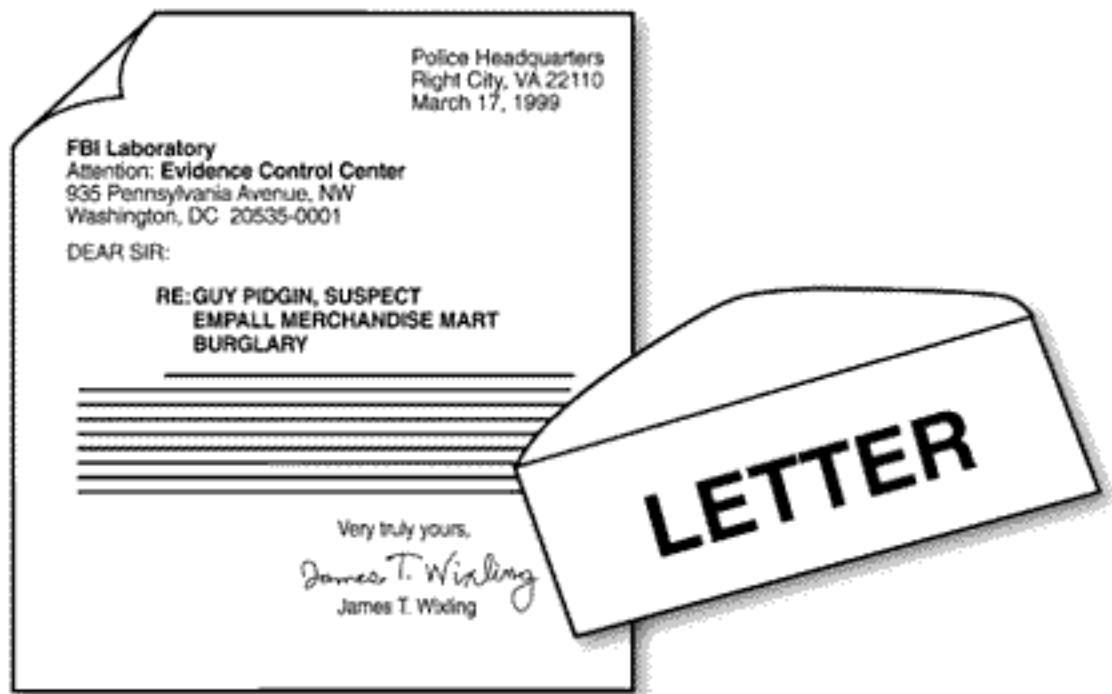 Police Headquarters
Right City, VA 22110
March 17, 1999
FBI Laboratory
Attention: Evidence Control Center
935 Pennsylvania Avenue, NW
Washington, DC 20535-0001
DEAR SIR:
RE: GUY PIDGIN, SUSPECT
EMPALL MERCHANDISE MART
BURGLARY
Very truly yours,
James T. Wixling
James T. Wixling
LETTER